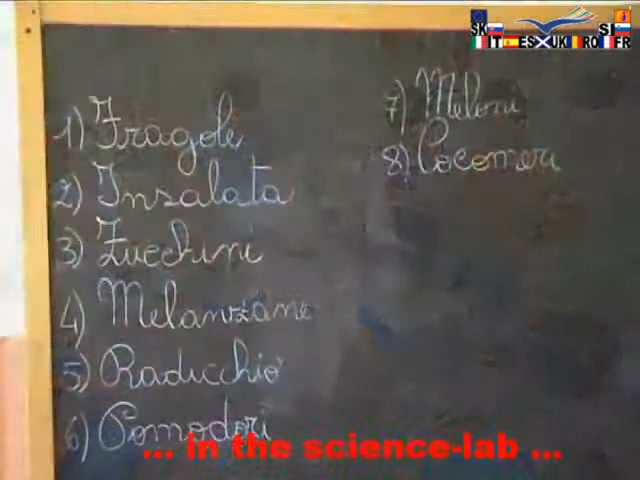 SK SI
IT ES UK RO FR
1) Fragole
2) Insalata
3) Zucchini
4) Melanzane
5) Radicchio
6) Pomodori
7) Meloni
8) Cocomeri
... in the science-lab ...